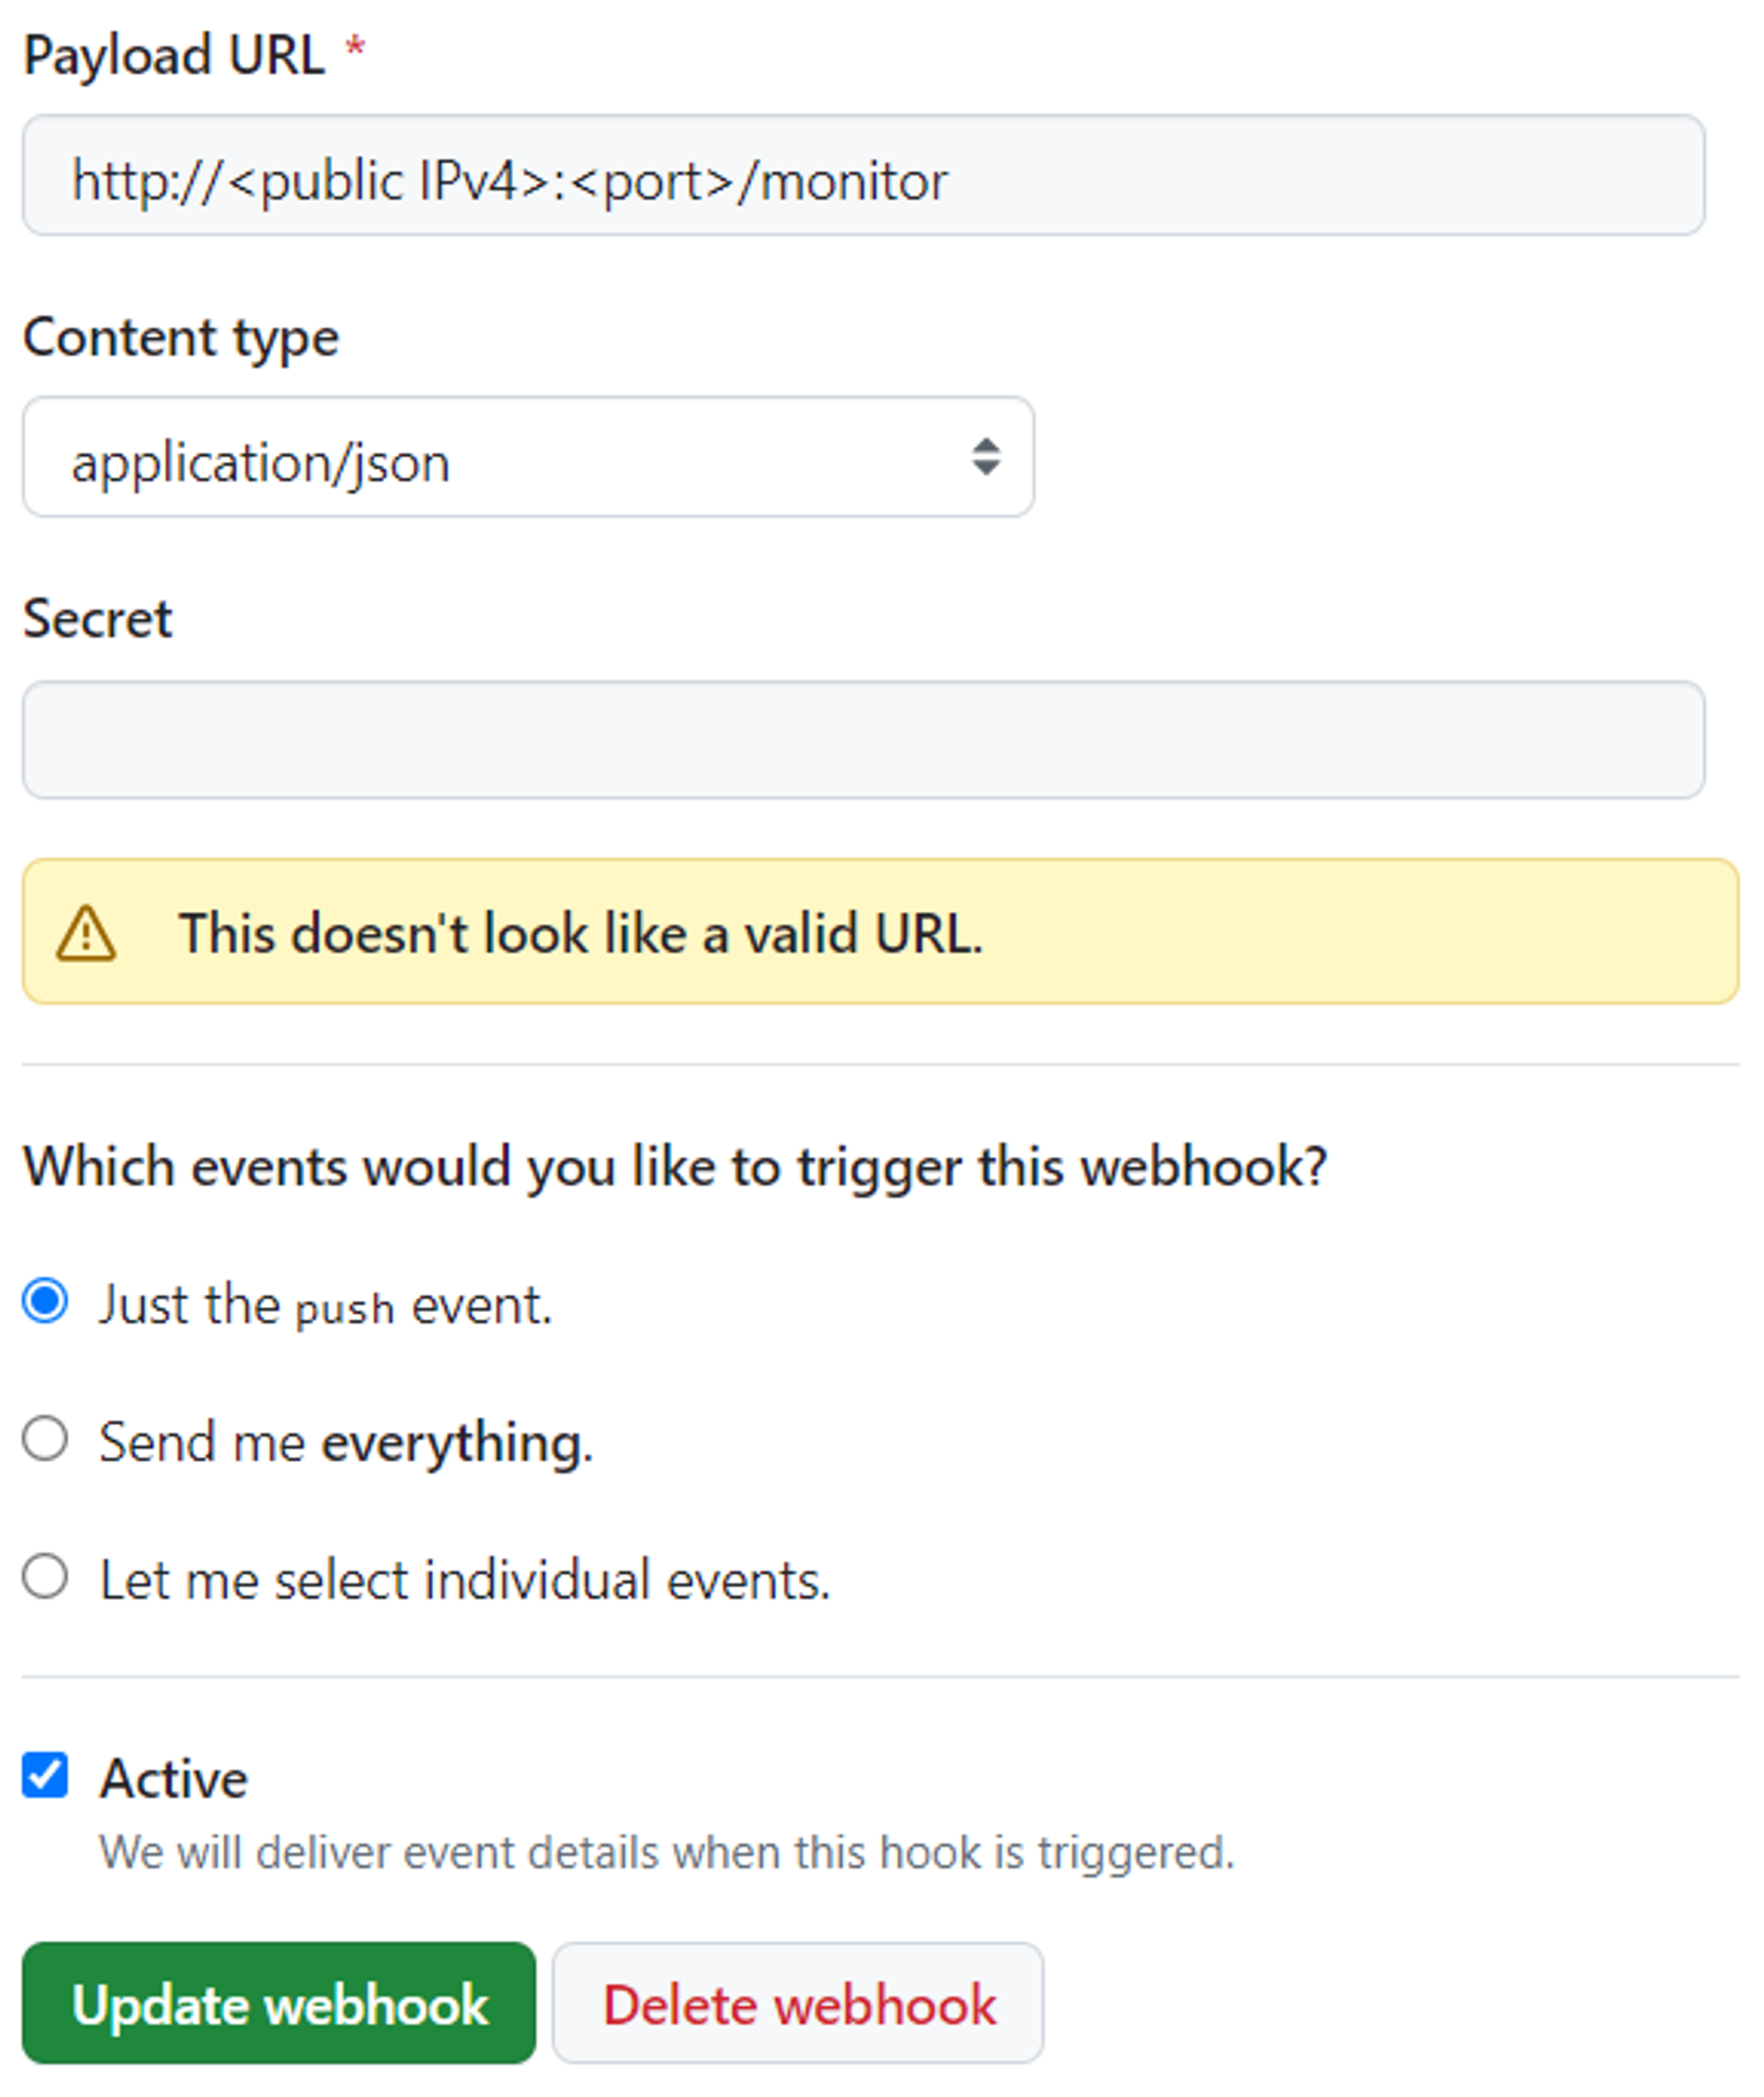 Payload URL *
http://<public IPv4>:<port>/monitor
Content type
application/json
Secret
This doesn't look like a valid URL.
Which events would you like to trigger this webhook?
Just the push event.
Send me everything.
Let me select individual events.
Active
We will deliver event details when this hook is triggered.
Update webhook
Delete webhook